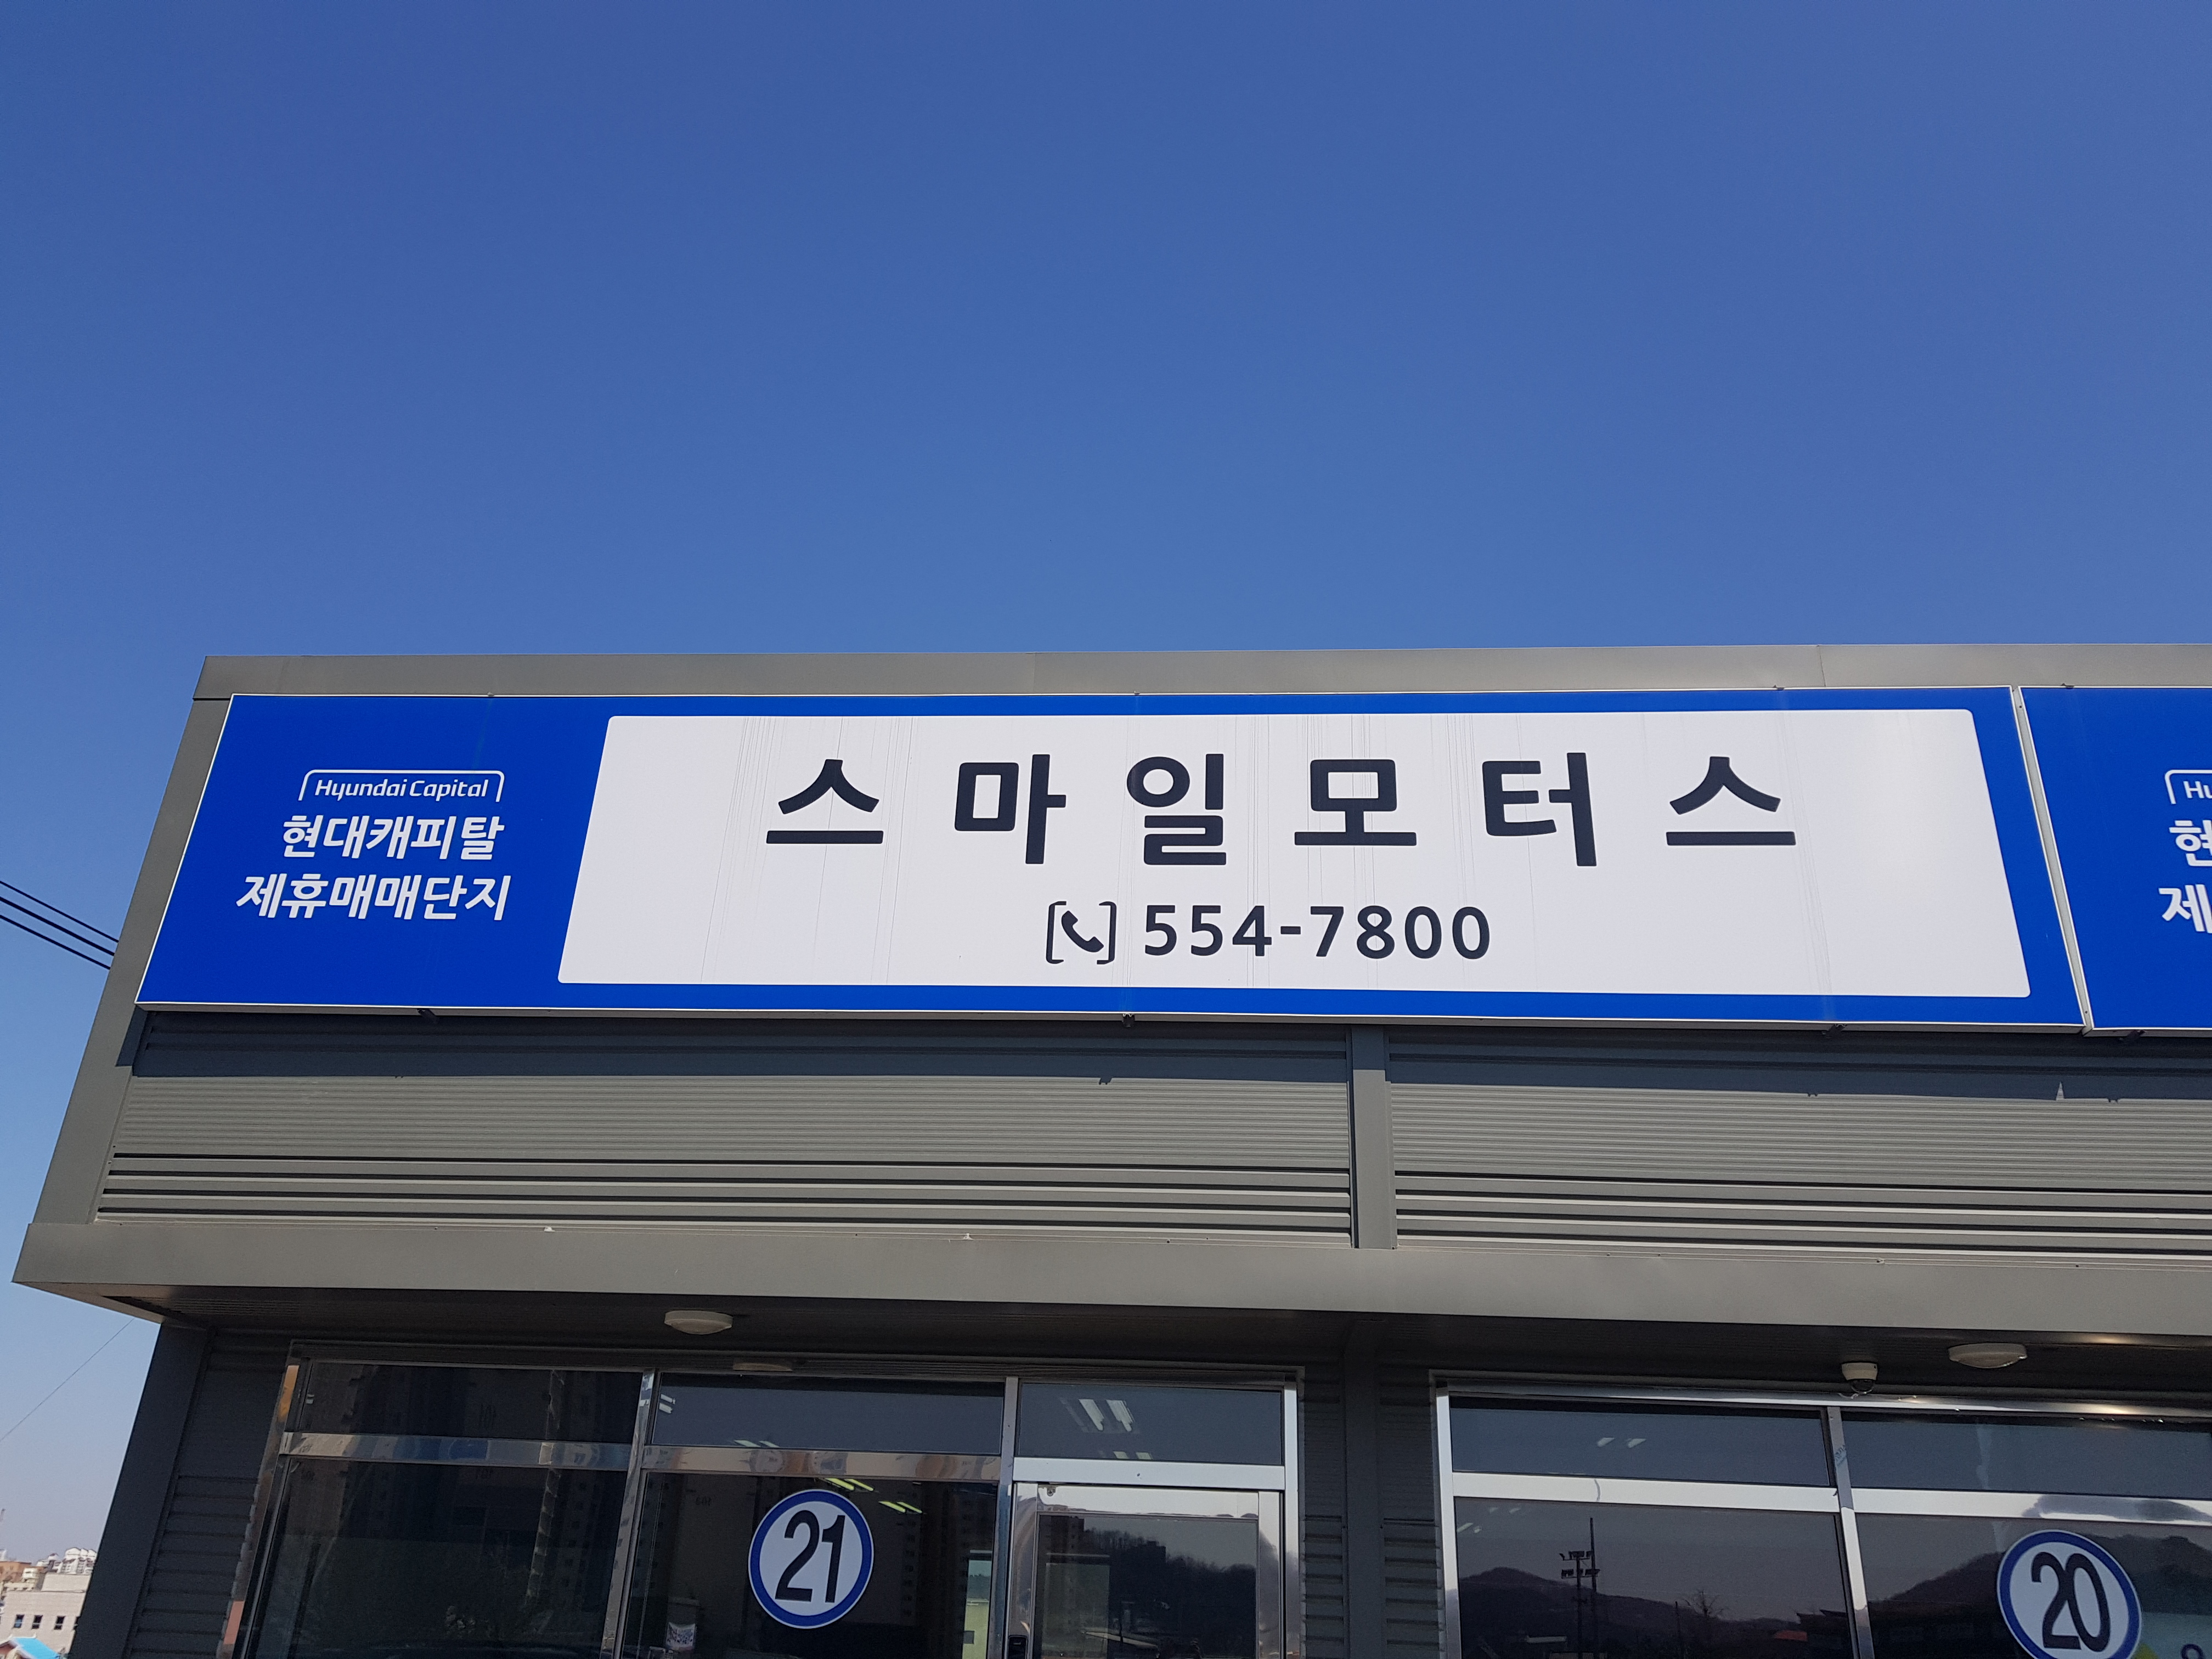 Hyundai Capital
현대캐피탈
제휴매매단지
스마일모터스
554-7800
21
20